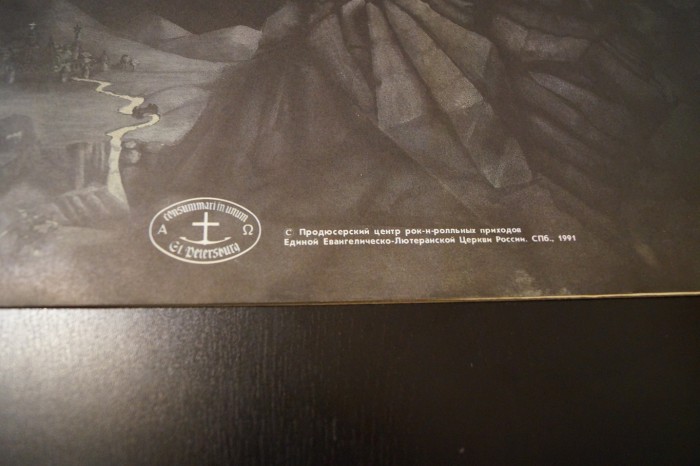 consummari in unum
Α Ω
St Petersburg
С Продюсерский центр рок-н-ролльных приходов
Единой Евангелическо-Лютеранской Церкви России. СПб., 1991